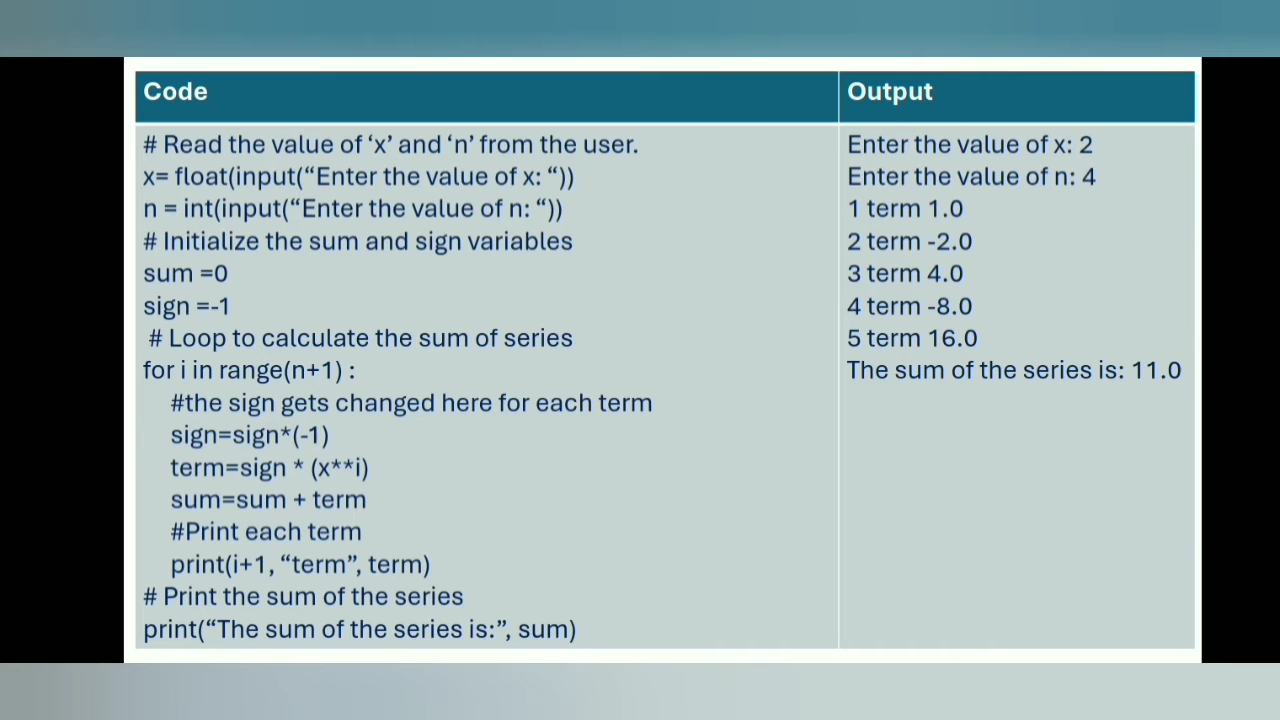 Code
# Read the value of ‘x’ and ‘n’ from the user.
x= float(input(“Enter the value of x: “))
n = int(input(“Enter the value of n: “))
# Initialize the sum and sign variables
sum =0
sign =-1
# Loop to calculate the sum of series
for i in range(n+1) :
#the sign gets changed here for each term
sign=sign*(-1)
term=sign * (x**i)
sum=sum + term
#Print each term
print(i+1, “term”, term)
# Print the sum of the series
print(“The sum of the series is:”, sum)
Output
Enter the value of x: 2
Enter the value of n: 4
1 term 1.0
2 term -2.0
3 term 4.0
4 term -8.0
5 term 16.0
The sum of the series is: 11.0